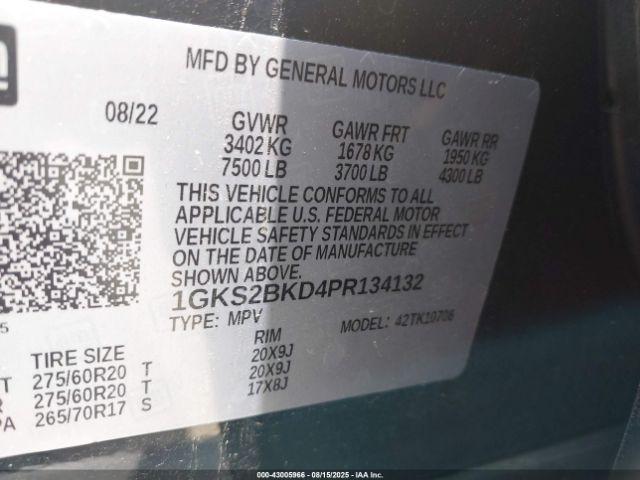 MFD BY GENERAL MOTORS LLC
08/22 GVWR GAWR FRT GAWR RR
3402 KG 1678 KG 1950 KG
7500 LB 3700 LB 4300 LB
THIS VEHICLE CONFORMS TO ALL
APPLICABLE U.S. FEDERAL MOTOR
VEHICLE SAFETY STANDARDS IN EFFECT
ON THE DATE OF MANUFACTURE
SHOWN ABOVE.
1GKS2BKD4PR134132
TYPE: MPV MODEL: 42TK10706
TIRE SIZE RIM
275/60R20 T 20X9J
275/60R20 T 20X9J
265/70R17 S 17X8J
© IAA - 43005966 - 08/15/2025 - IAAI.COM